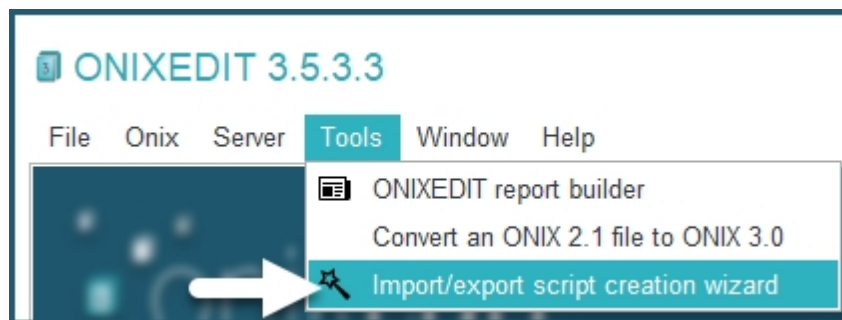 ONIXEDIT 3.5.3.3
File Onix Server Tools Window Help
ONIXEDIT report builder
Convert an ONIX 2.1 file to ONIX 3.0
Import/export script creation wizard